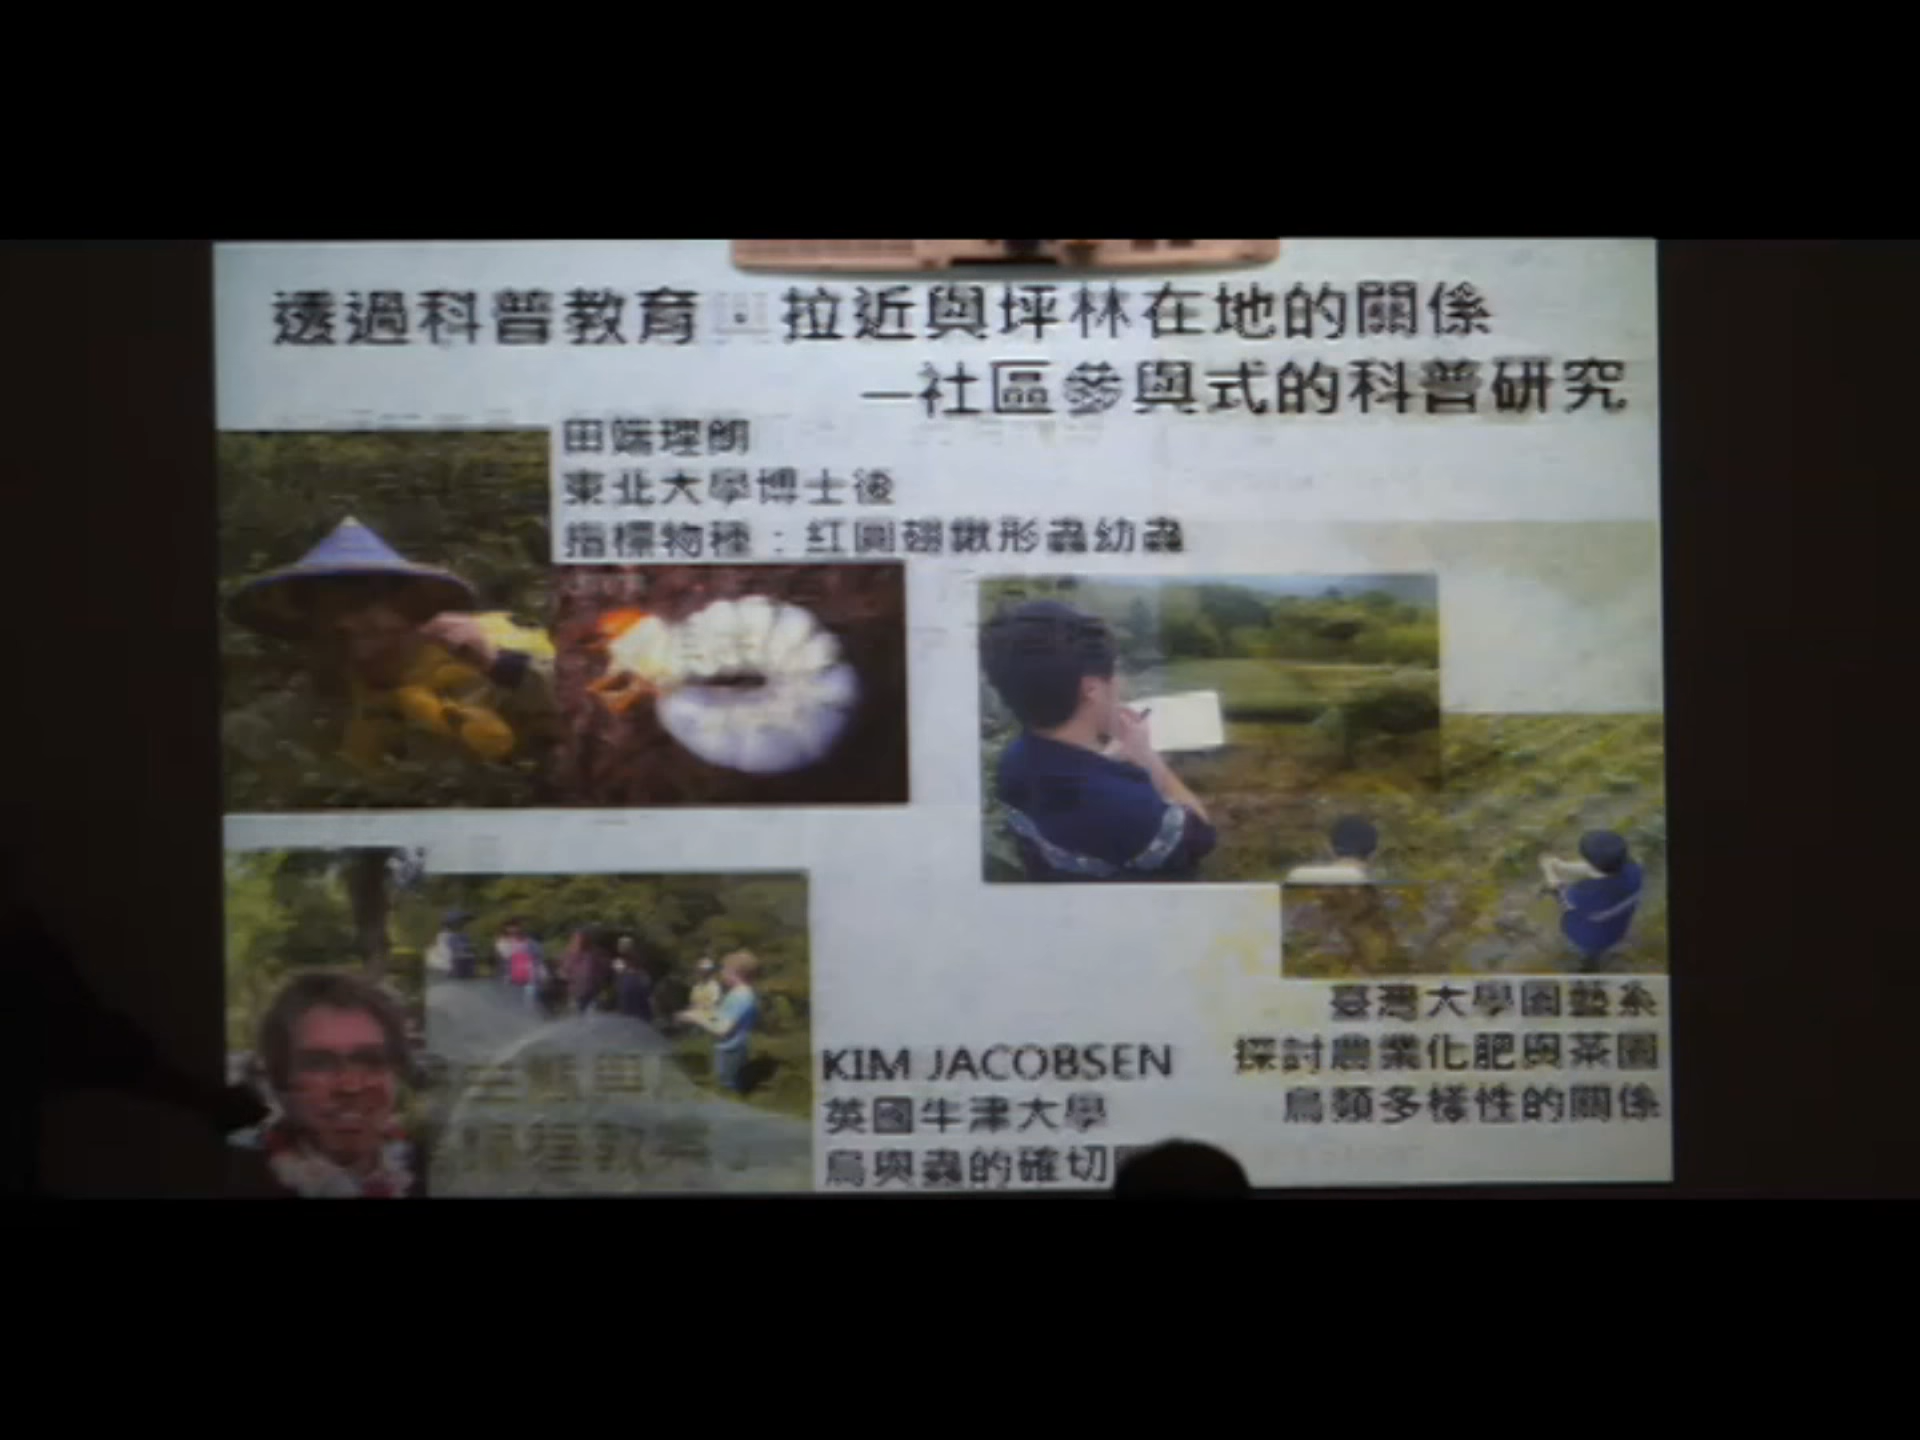 透過科普教育，拉近與坪林在地的關係
—社區參與式的科普研究
田端理朗
東北大學博士後
指標物種：紅圓翅鍬形蟲幼蟲
臺灣大學園藝系
探討農業化肥與茶園
鳥類多樣性的關係
KIM JACOBSEN
英國牛津大學
鳥與蟲的確切